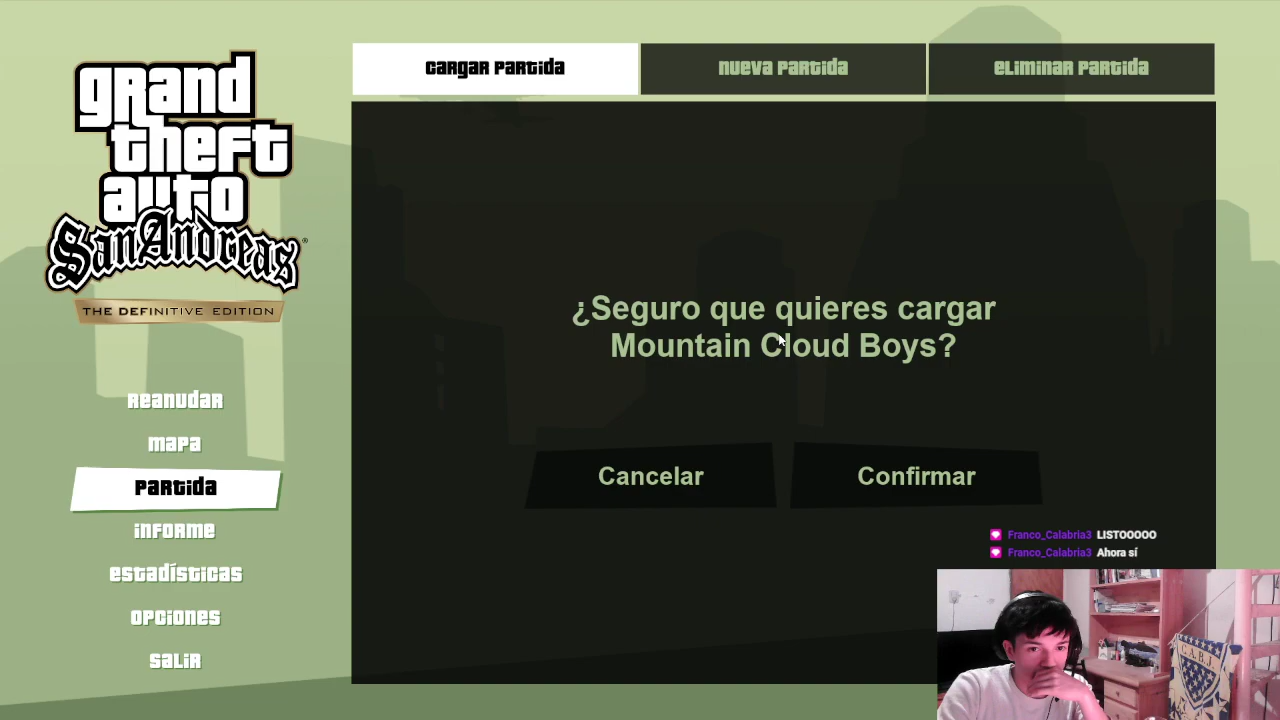 grand
theft
auto
San Andreas
THE DEFINITIVE EDITION
Reanudar
mapa
Partida
informe
estadísticas
opciones
salir
Cargar Partida
Nueva Partida
Eliminar Partida
¿Seguro que quieres cargar
Mountain Cloud Boys?
Cancelar
Confirmar
Franco_Calabria3 LISTOOOOO
Franco_Calabria3 Ahora sí
C.A.B.J.